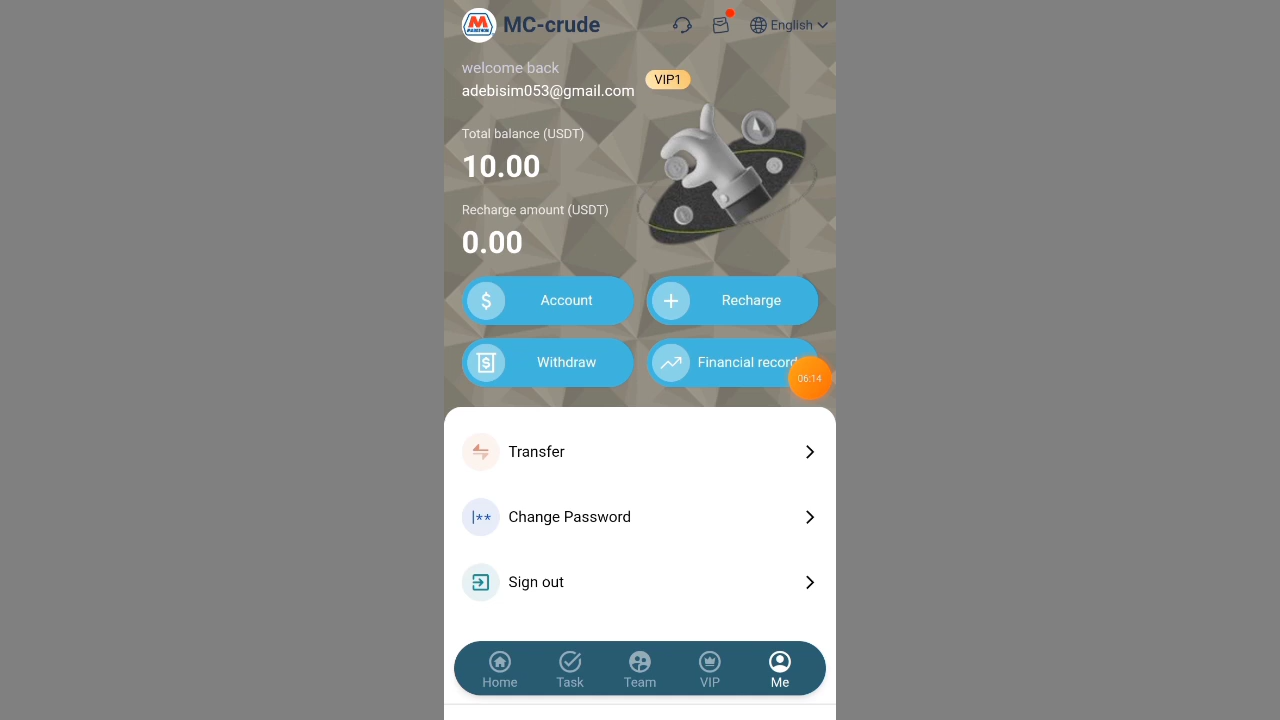 MARATHON
MC-crude
English
welcome back
VIP1
adebisim053@gmail.com
Total balance (USDT)
10.00
Recharge amount (USDT)
0.00
Account
Recharge
Withdraw
Financial record
06:14
Transfer
|**
Change Password
Sign out
Home
Task
Team
VIP
Me